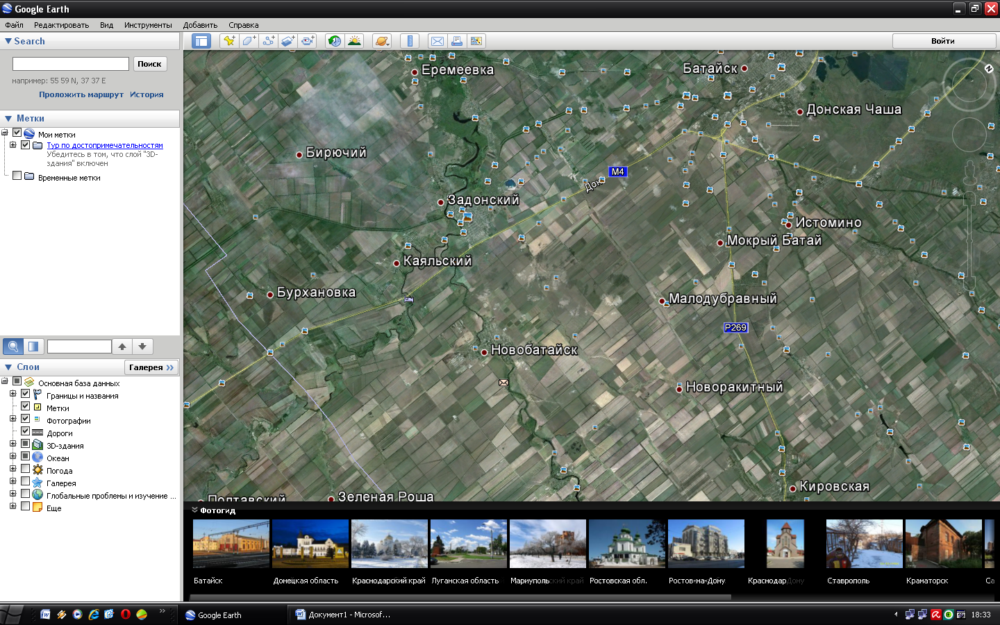 Google Earth
Файл Редактировать Вид Инструменты Добавить Справка
Search
Войти
Поиск
например: 55 59 N, 37 37 E
Проложить маршрут История
Метки
Мои метки
Тур по достопримечательностям
Убедитесь в том, что слой "3D-
здания" включен
Временные метки
Слои
Галерея
Основная база данных
Границы и названия
Метки
Фотографии
Дороги
3D-здания
Океан
Погода
Галерея
Глобальные проблемы и изучение ...
Еще
Еремеевка
Батайск
N
Донская Чаша
Бирючий
M4
Дон
Задонский
Истомино
Мокрый Батай
Каяльский
Бурхановка
Малодубравный
P269
Новобатайск
Новоракитный
Кировская
Полтавский
Зеленая Роша
Фотогид
Батайск
Донецкая область
Краснодарский край
Луганская область
Мариуполь
Ростовская обл.
Ростов-на-Дону
Краснодар
Ставрополь
Краматорск
Са
Google Earth
Документ1 - Microsof...
18:33